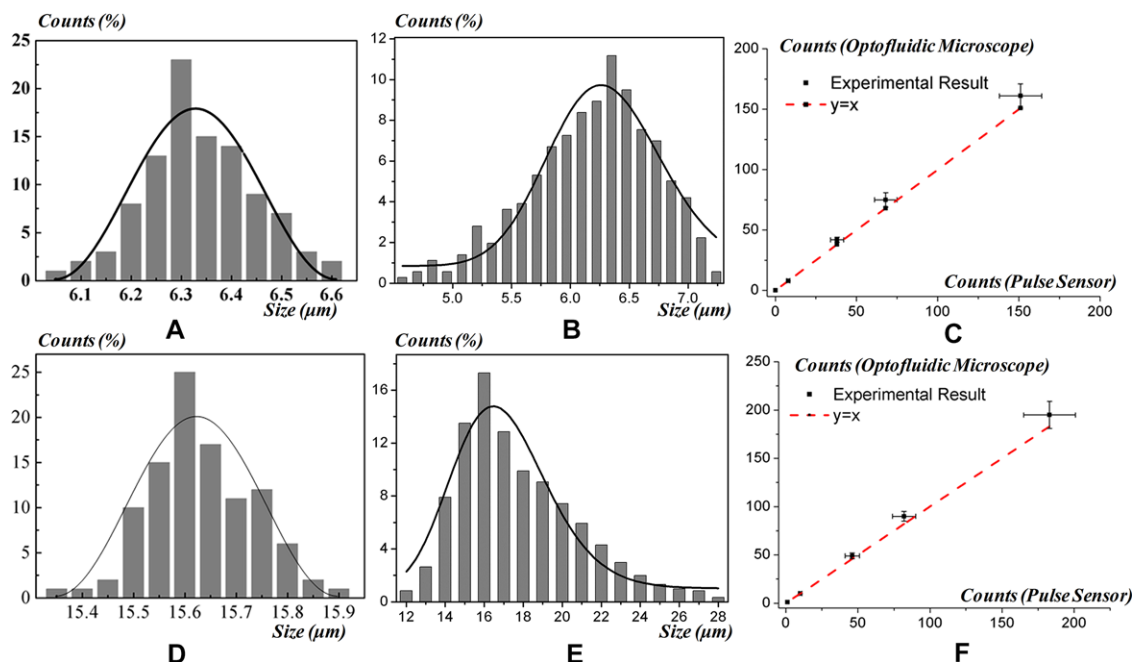 Counts (%)
25
20
15
10
5
0
6.1 6.2 6.3 6.4 6.5 6.6
Size (μm)
A
Counts (%)
12
10
8
6
4
2
0
5.0 5.5 6.0 6.5 7.0
Size (μm)
B
200
150
100
50
0
Counts (Optofluidic Microscope)
Experimental Result
y=x
Counts (Pulse Sensor)
0 50 100 150 200
C
Counts (%)
25
20
15
10
5
0
15.4 15.5 15.6 15.7 15.8 15.9
Size (μm)
D
Counts (%)
16
12
8
4
0
12 14 16 18 20 22 24 26 28
Size (μm)
E
250
200
150
100
50
0
Counts (Optofluidic Microscope)
Experimental Result
y=x
Counts (Pulse Sensor)
0 50 100 150 200
F